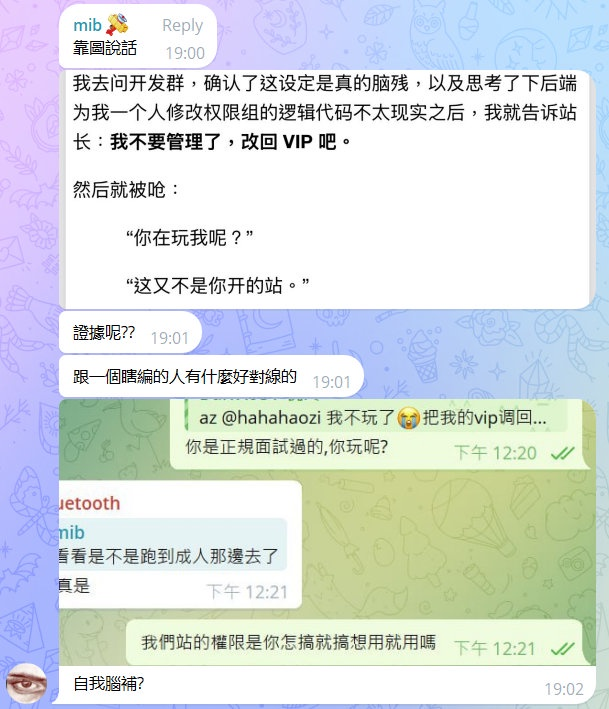 mib Reply
靠圖說話
19:00
我去问开发群，确认了这设定是真的脑残，以及思考了下后端
为我一个人修改权限组的逻辑代码不太现实之后，我就告诉站
长：我不要管理了，改回 VIP 吧。
然后就被呛：
“你在玩我呢？”
“这又不是你开的站。”
證據呢?? 19:01
跟一個瞎編的人有什麼好對線的 19:01
az @hahahaozi 我不玩了😭把我的vip调回...
你是正規面試過的,你玩呢? 下午 12:20
uetooth
mib
看看是不是跑到成人那邊去了
真是 下午 12:21
我們站的權限是你怎搞就搞想用就用嗎 下午 12:21
自我腦補? 19:02